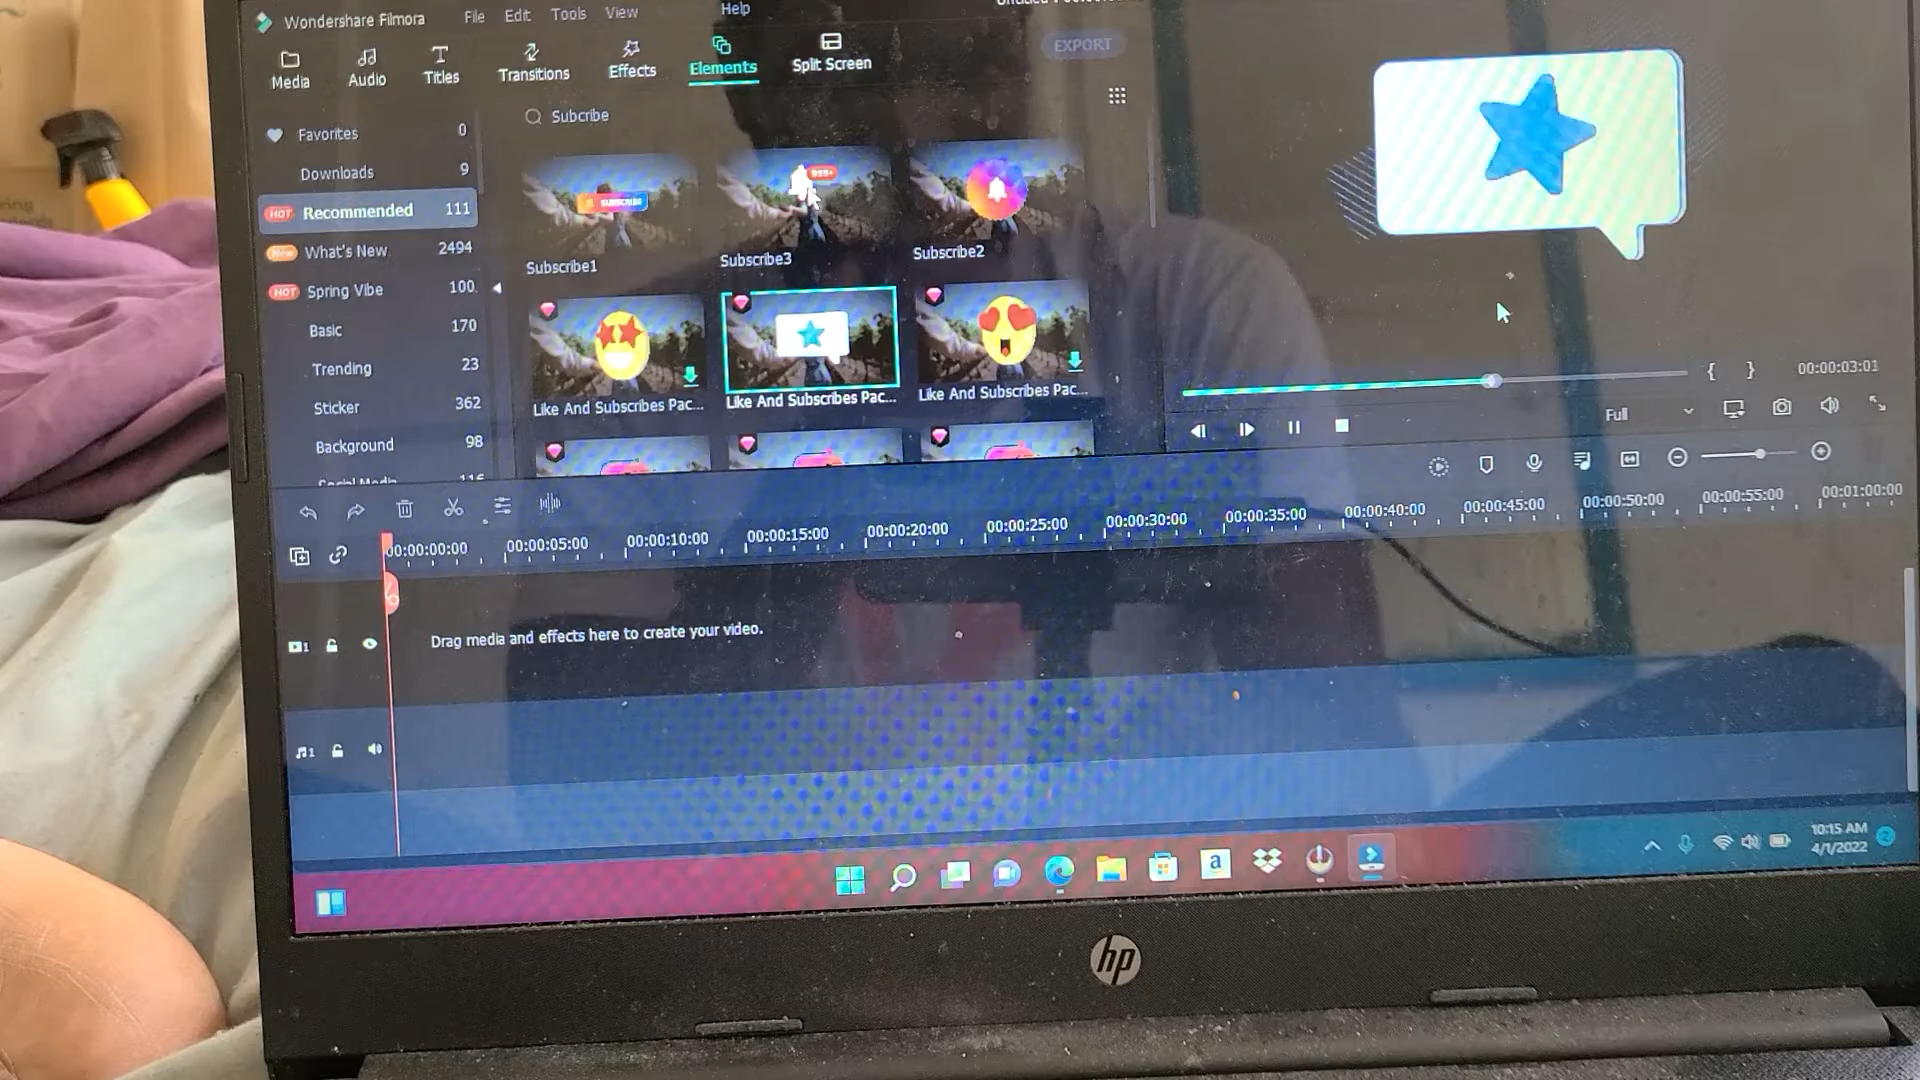 Wondershare Filmora File Edit Tools View Help
Media Audio Titles Transitions Effects Elements Split Screen EXPORT
Subcribe
Favorites 0
Downloads 9
HOT Recommended 111
New What's New 2494
HOT Spring Vibe 100
Basic 170
Trending 23
Sticker 362
Background 98
SUBSCRIBE
999+
Subscribe1 Subscribe3 Subscribe2
Like And Subscribes Pac... Like And Subscribes Pac... Like And Subscribes Pac...
{ } 00:00:03:01
Full
00:00:00:00 00:00:05:00 00:00:10:00 00:00:15:00 00:00:20:00 00:00:25:00 00:00:30:00 00:00:35:00 00:00:40:00 00:00:45:00 00:00:50:00 00:00:55:00 00:01:00:00
1
Drag media and effects here to create your video.
1
a
10:15 AM
4/1/2022
2
hp